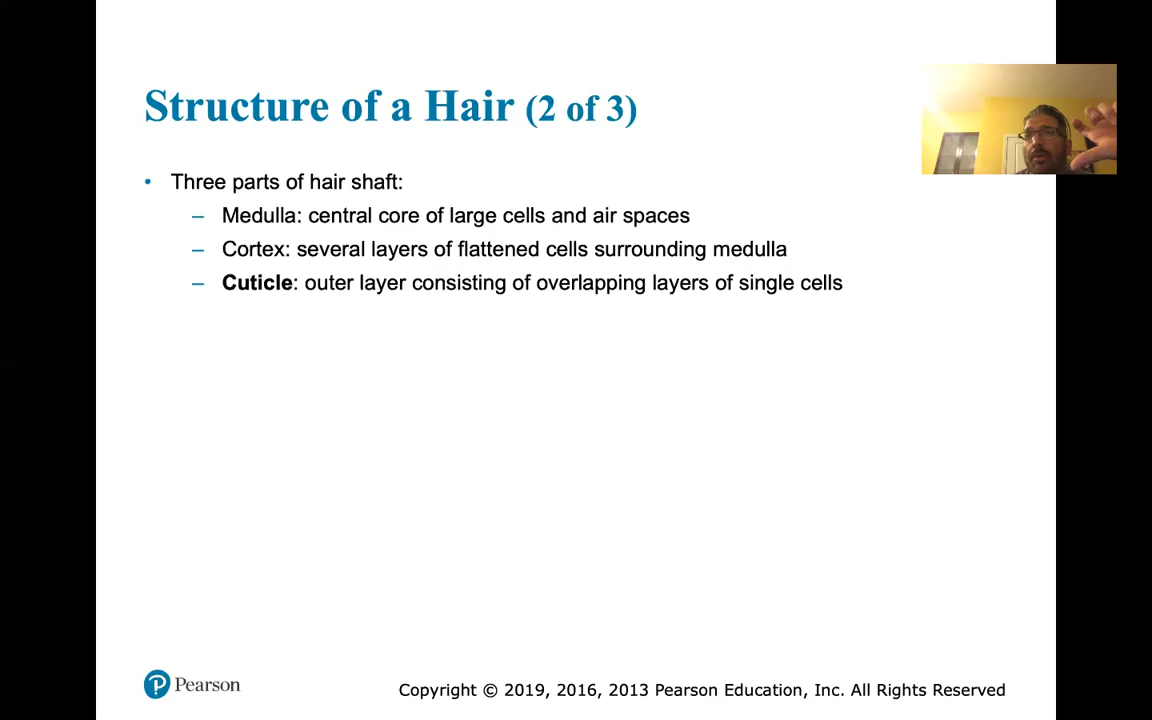 Structure of a Hair (2 of 3)
• Three parts of hair shaft:
– Medulla: central core of large cells and air spaces
– Cortex: several layers of flattened cells surrounding medulla
– Cuticle: outer layer consisting of overlapping layers of single cells
P Pearson
Copyright © 2019, 2016, 2013 Pearson Education, Inc. All Rights Reserved